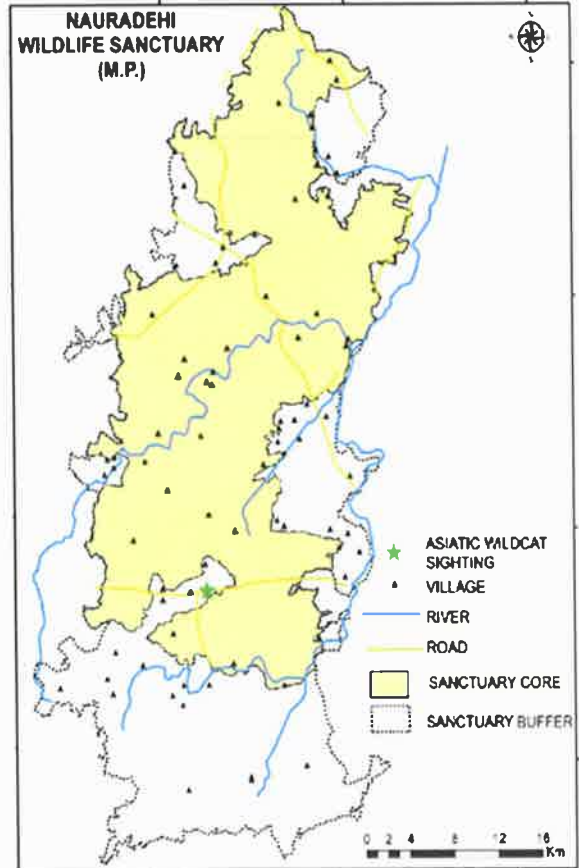 NAURADEHI
WILDLIFE SANCTUARY
(M.P.)
ASIATIC WILDCAT
SIGHTING
VILLAGE
RIVER
ROAD
SANCTUARY CORE
SANCTUARY BUFFER
0 2 4 8 12 16
Km